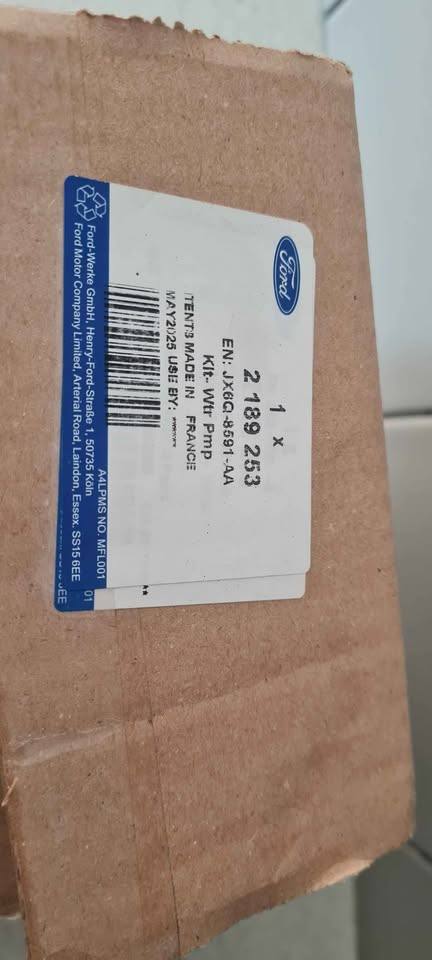 Ford
1 x
2 189 253
EN: JX6Q-8591-AA
Kit- Wtr Pmp
MADE IN FRANCE
MAY2025 USE BY:
A4LPMS NO. MFL001
Ford-Werke GmbH, Henry-Ford-Straße 1, 50735 Köln
Ford Motor Company Limited, Arterial Road, Laindon, Essex. SS15 6EE
01